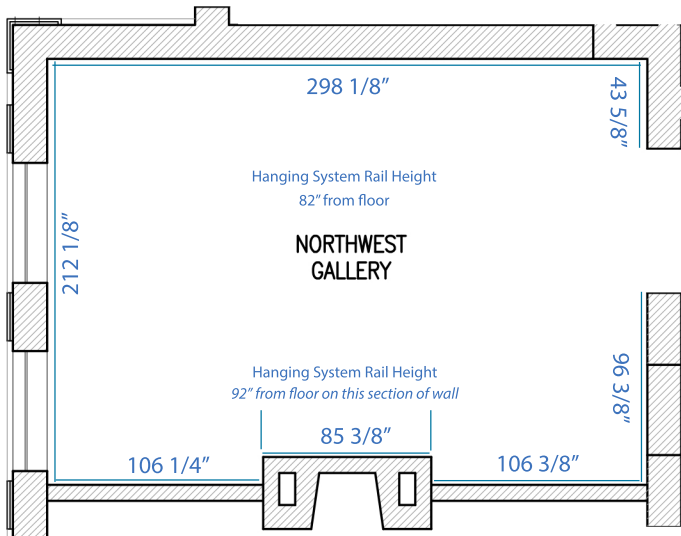 298 1/8”
43 5/8”
Hanging System Rail Height
82” from floor
212 1/8”
NORTHWEST
GALLERY
Hanging System Rail Height
92” from floor on this section of wall
96 3/8”
85 3/8”
106 1/4”
106 3/8”